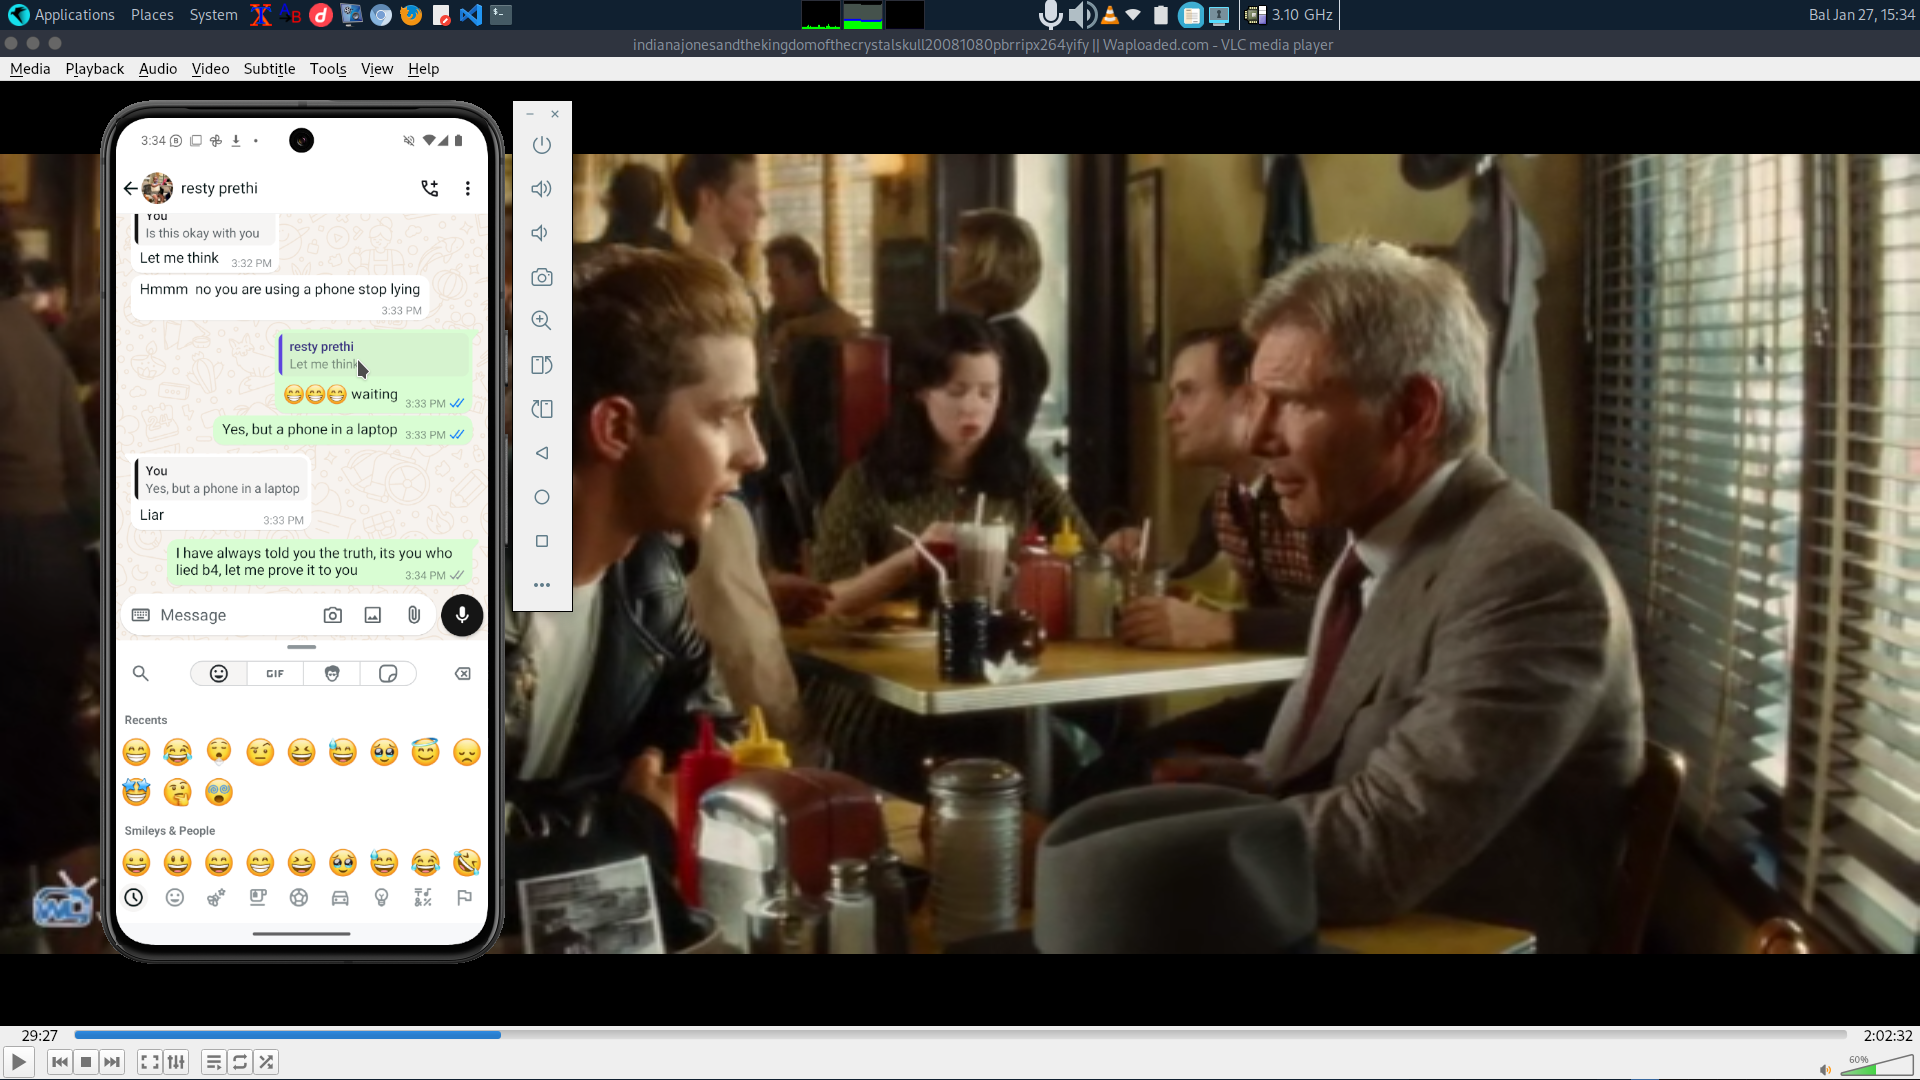 Applications Places System 3.10 GHz Bal Jan 27, 15:34
indianajonesandthekingdomofthecrystalskull20081080pbrripx264yify || Waploaded.com - VLC media player
Media Playback Audio Video Subtitle Tools View Help
3:34
resty prethi
You
Is this okay with you
Let me think 3:32 PM
Hmmm no you are using a phone stop lying
3:33 PM
resty prethi
Let me think
😁😁😁 waiting 3:33 PM
Yes, but a phone in a laptop 3:33 PM
You
Yes, but a phone in a laptop
Liar 3:33 PM
I have always told you the truth, its you who
lied b4, let me prove it to you 3:34 PM
Message
GIF
Recents
Smileys & People
29:27 2:02:32
60%